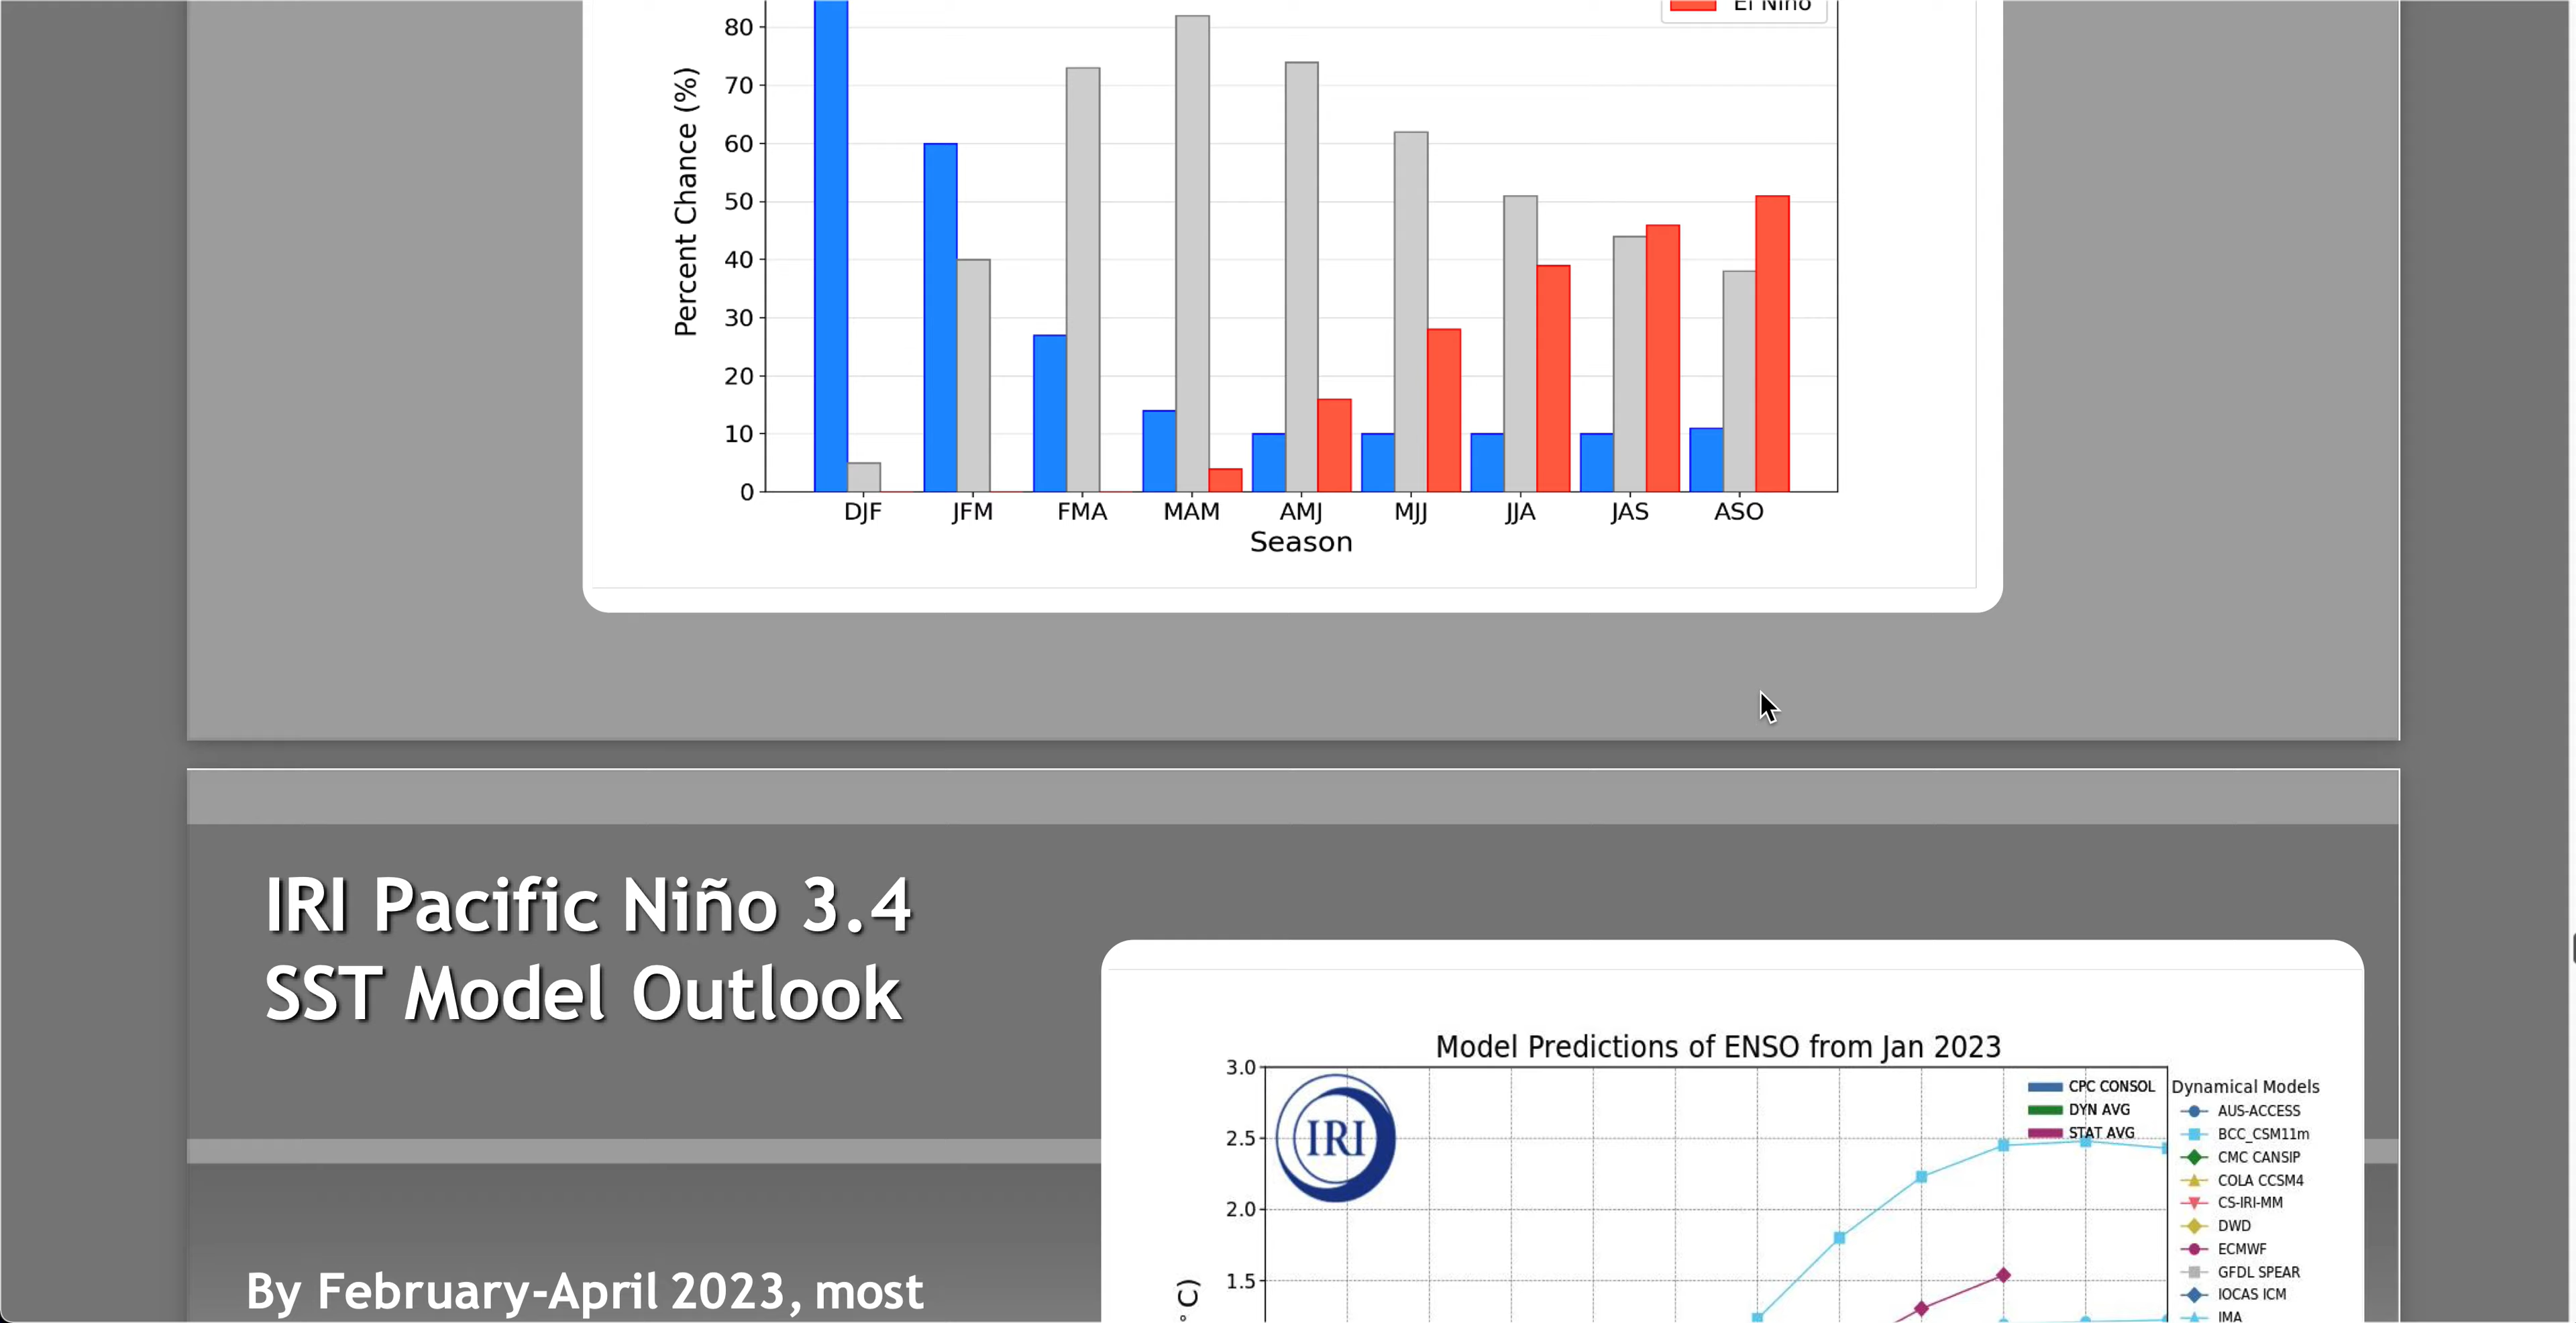 El Niño
80
70
60
50
40
30
20
10
0
Percent Chance (%)
DJF JFM FMA MAM AMJ MJJ JJA JAS ASO
Season
IRI Pacific Niño 3.4
SST Model Outlook
By February-April 2023, most
Model Predictions of ENSO from Jan 2023
3.0
2.5
2.0
1.5
°C)
IRI
CPC CONSOL
DYN AVG
STAT AVG
Dynamical Models
AUS-ACCESS
BCC_CSM11m
CMC CANSIP
COLA CCSM4
CS-IRI-MM
DWD
ECMWF
GFDL SPEAR
IOCAS ICM